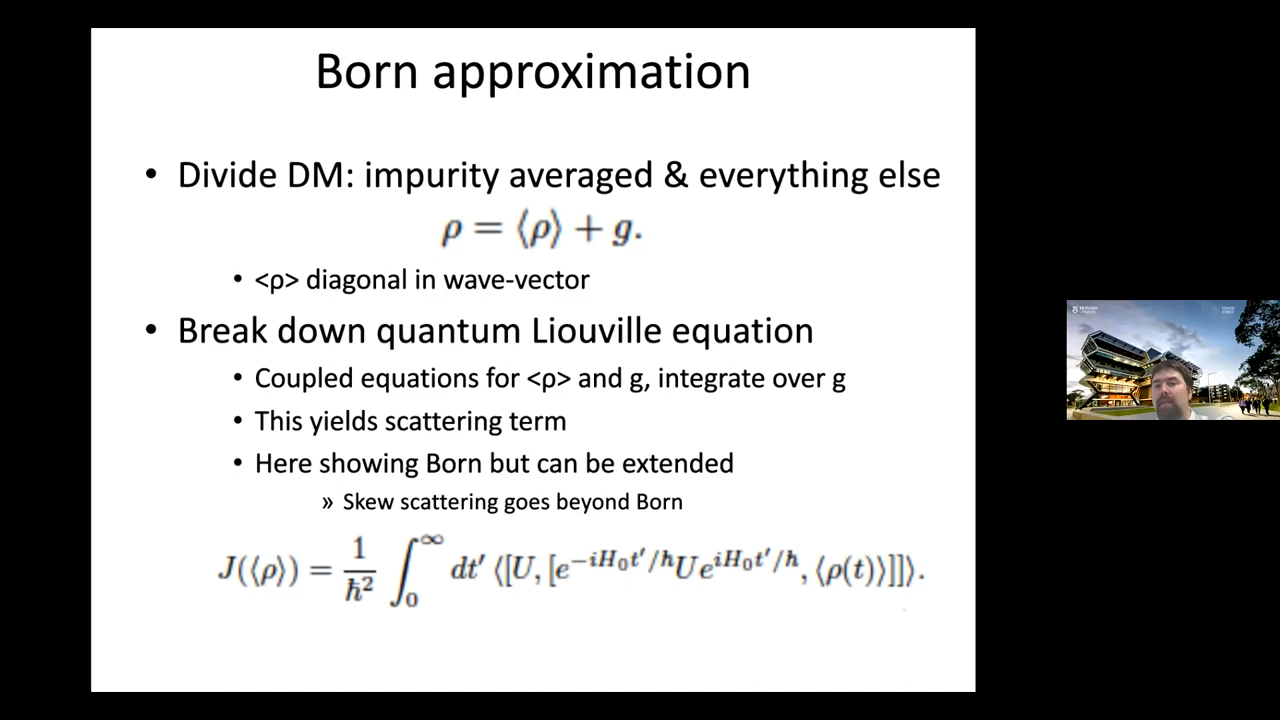 Born approximation
• Divide DM: impurity averaged & everything else
ρ = ⟨ρ⟩ + g.
• <ρ> diagonal in wave-vector
• Break down quantum Liouville equation
• Coupled equations for <ρ> and g, integrate over g
• This yields scattering term
• Here showing Born but can be extended
» Skew scattering goes beyond Born
J(⟨ρ⟩) = 1/ħ² ∫₀^∞ dt′ ⟨[U, [e^{−iH₀t′/ħ}Ue^{iH₀t′/ħ}, ⟨ρ(t)⟩]]⟩.
MONASH